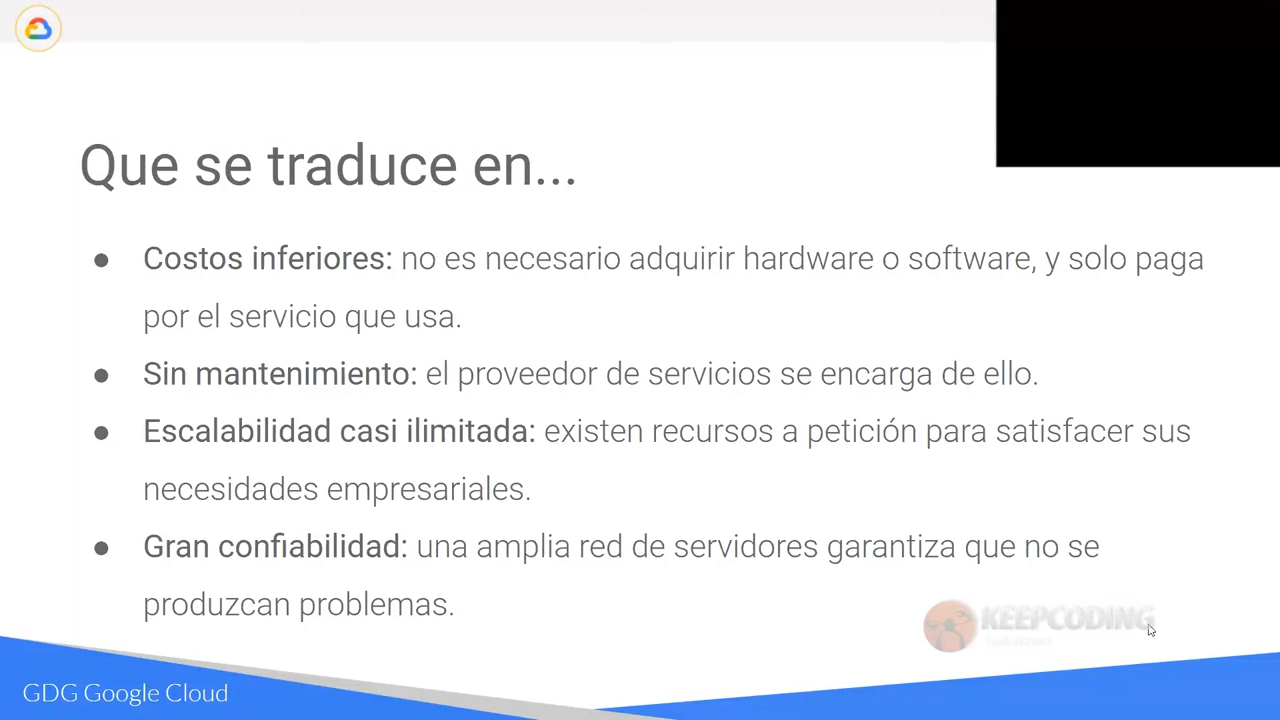 Que se traduce en...
● Costos inferiores: no es necesario adquirir hardware o software, y solo paga
por el servicio que usa.
● Sin mantenimiento: el proveedor de servicios se encarga de ello.
● Escalabilidad casi ilimitada: existen recursos a petición para satisfacer sus
necesidades empresariales.
● Gran confiabilidad: una amplia red de servidores garantiza que no se
produzcan problemas.
KEEPCODING
GDG Google Cloud